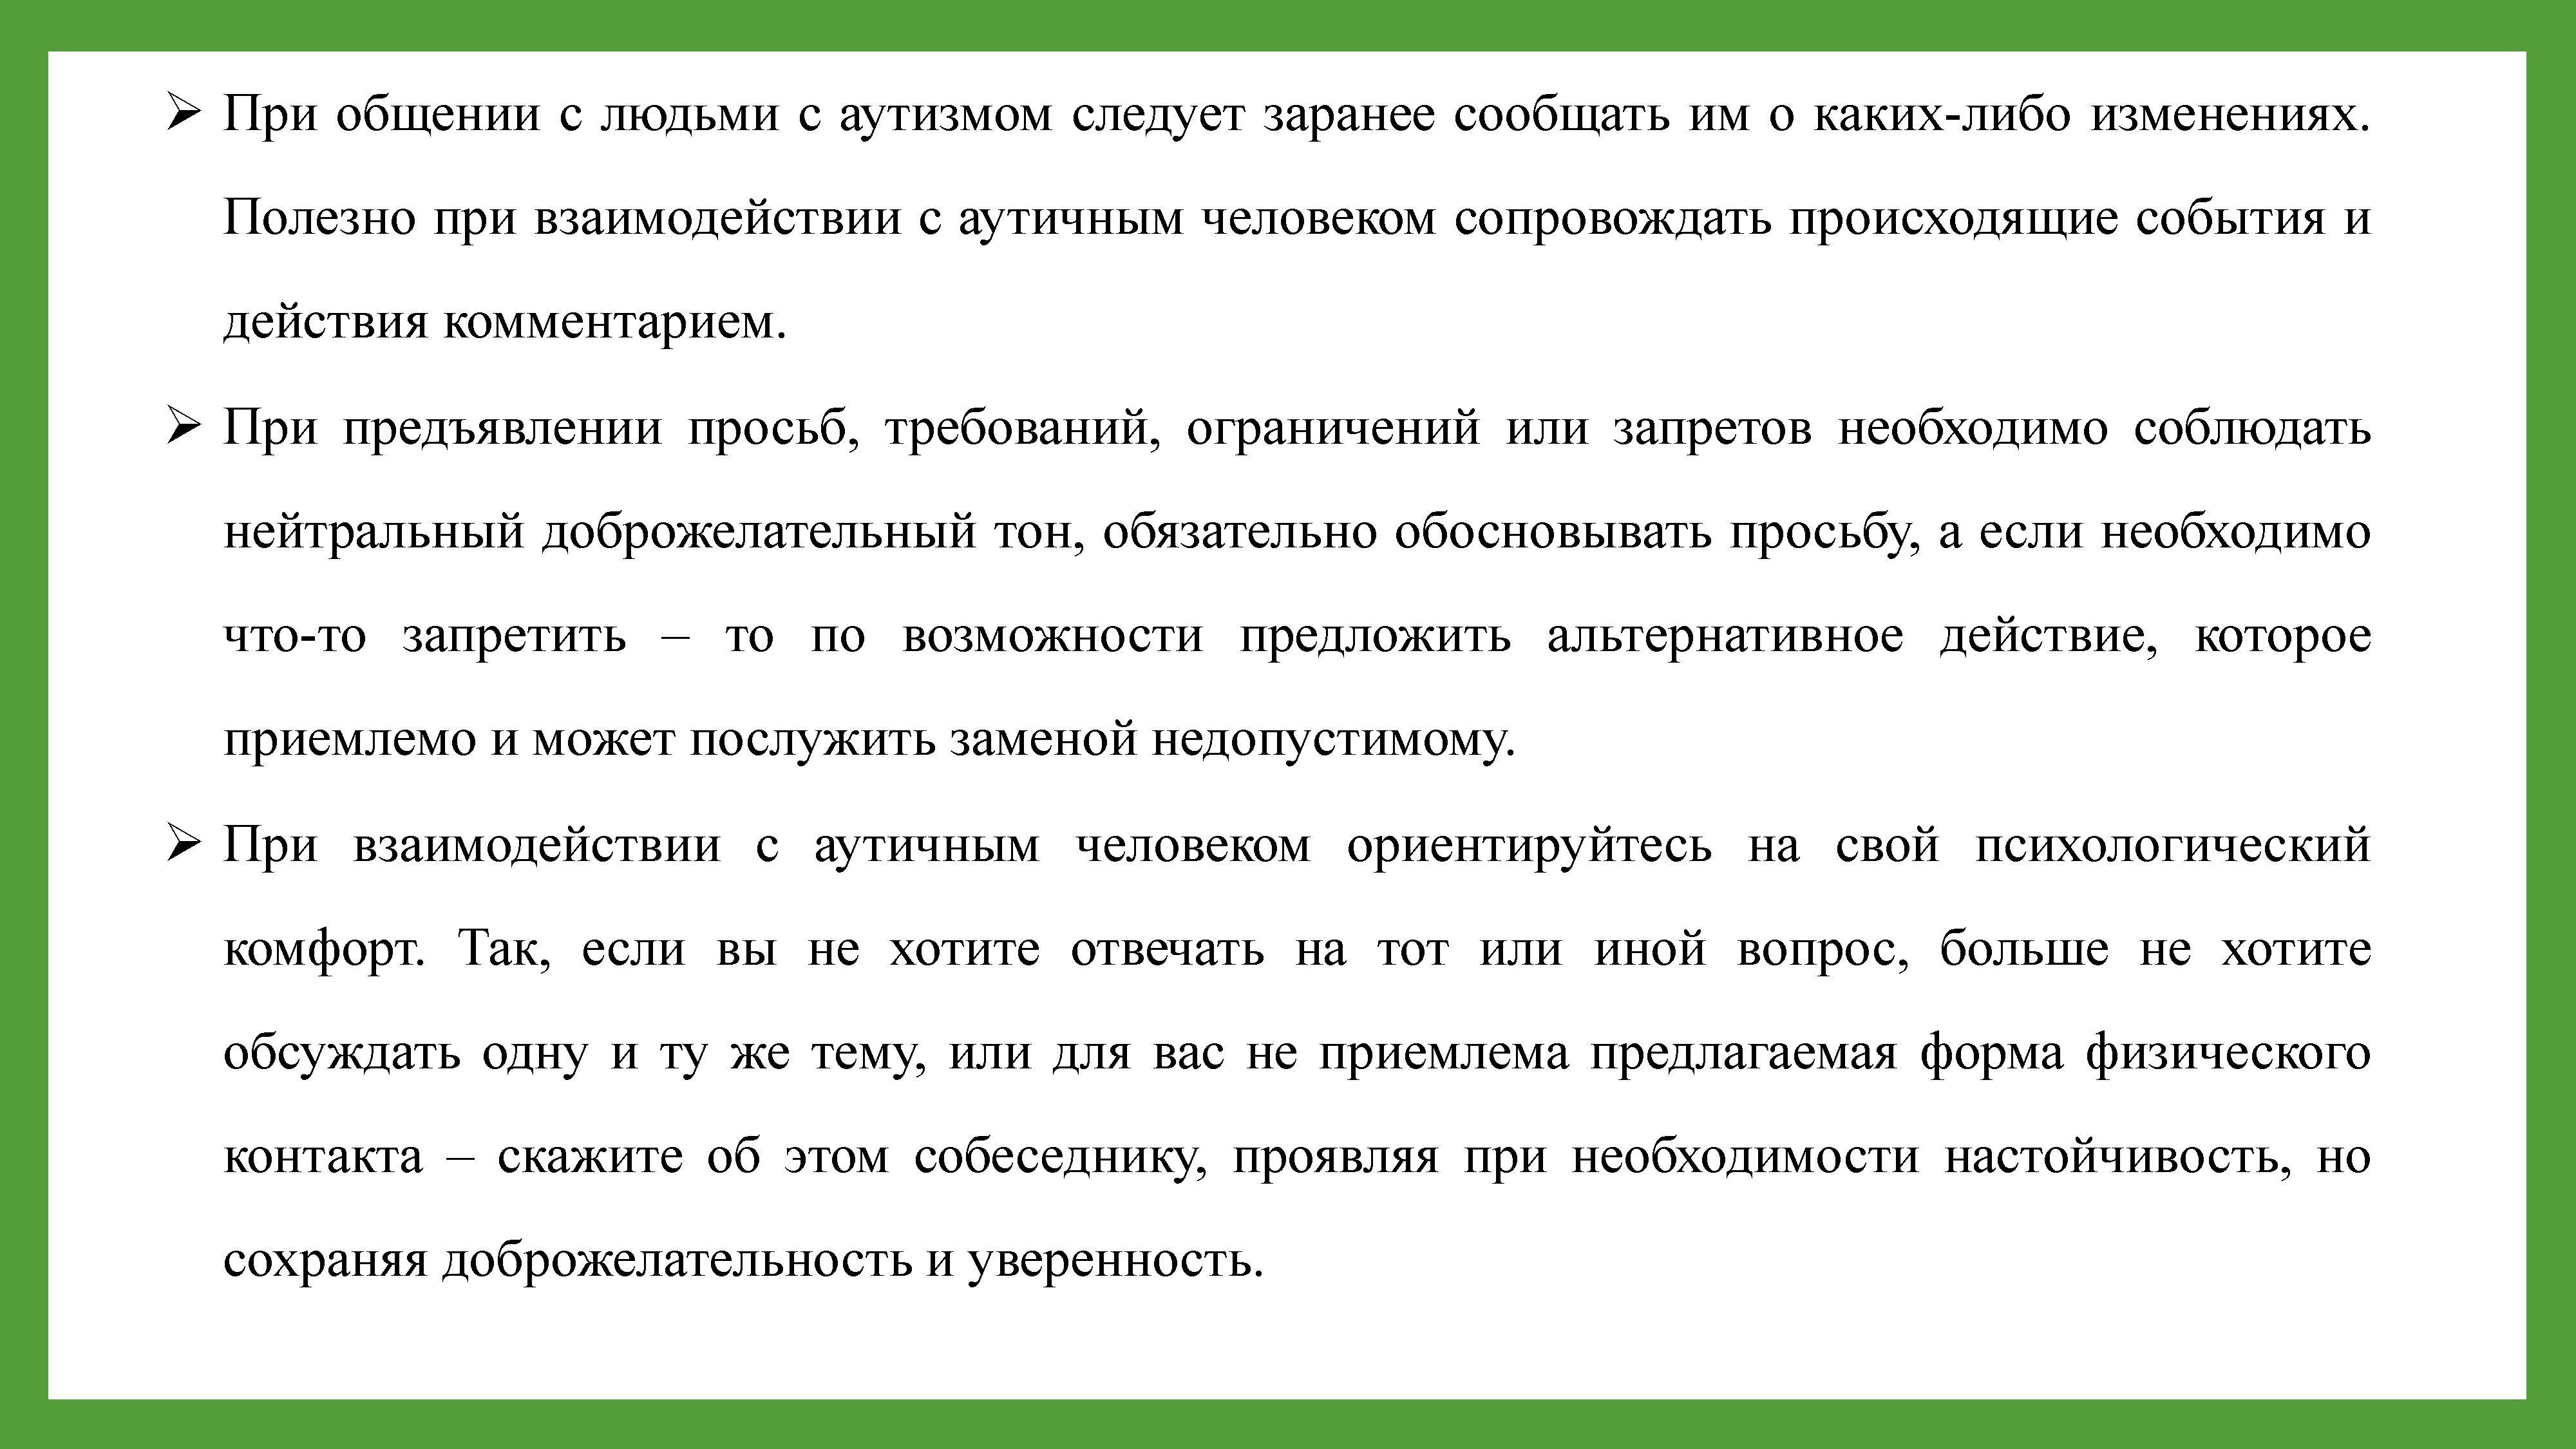 ➢ При общении с людьми с аутизмом следует заранее сообщать им о каких-либо изменениях.
Полезно при взаимодействии с аутичным человеком сопровождать происходящие события и
действия комментарием.
➢ При предъявлении просьб, требований, ограничений или запретов необходимо соблюдать
нейтральный доброжелательный тон, обязательно обосновывать просьбу, а если необходимо
что-то запретить – то по возможности предложить альтернативное действие, которое
приемлемо и может послужить заменой недопустимому.
➢ При взаимодействии с аутичным человеком ориентируйтесь на свой психологический
комфорт. Так, если вы не хотите отвечать на тот или иной вопрос, больше не хотите
обсуждать одну и ту же тему, или для вас не приемлема предлагаемая форма физического
контакта – скажите об этом собеседнику, проявляя при необходимости настойчивость, но
сохраняя доброжелательность и уверенность.